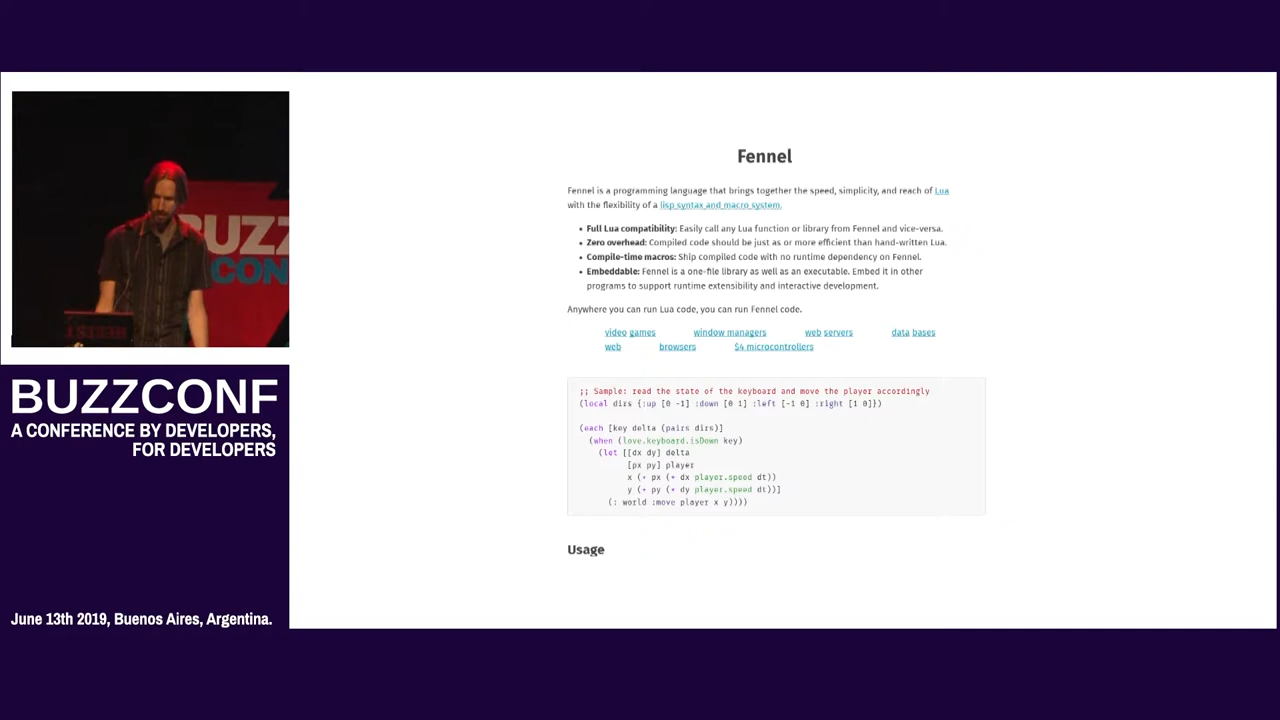 BUZZ
CON
BUZZCONF
A CONFERENCE BY DEVELOPERS,
FOR DEVELOPERS
June 13th 2019, Buenos Aires, Argentina.
Fennel
Fennel is a programming language that brings together the speed, simplicity, and reach of Lua
with the flexibility of a lisp syntax and macro system.
• Full Lua compatibility: Easily call any Lua function or library from Fennel and vice-versa.
• Zero overhead: Compiled code should be just as or more efficient than hand-written Lua.
• Compile-time macros: Ship compiled code with no runtime dependency on Fennel.
• Embeddable: Fennel is a one-file library as well as an executable. Embed it in other
programs to support runtime extensibility and interactive development.
Anywhere you can run Lua code, you can run Fennel code.
video games window managers web servers data bases
web browsers $4 microcontrollers
;; Sample: read the state of the keyboard and move the player accordingly
(local dirs {:up [0 -1] :down [0 1] :left [-1 0] :right [1 0]})
(each [key delta (pairs dirs)]
(when (love.keyboard.isDown key)
(let [[dx dy] delta
[px py] player
x (+ px (* dx player.speed dt))
y (+ py (* dy player.speed dt))]
(: world :move player x y))))
Usage